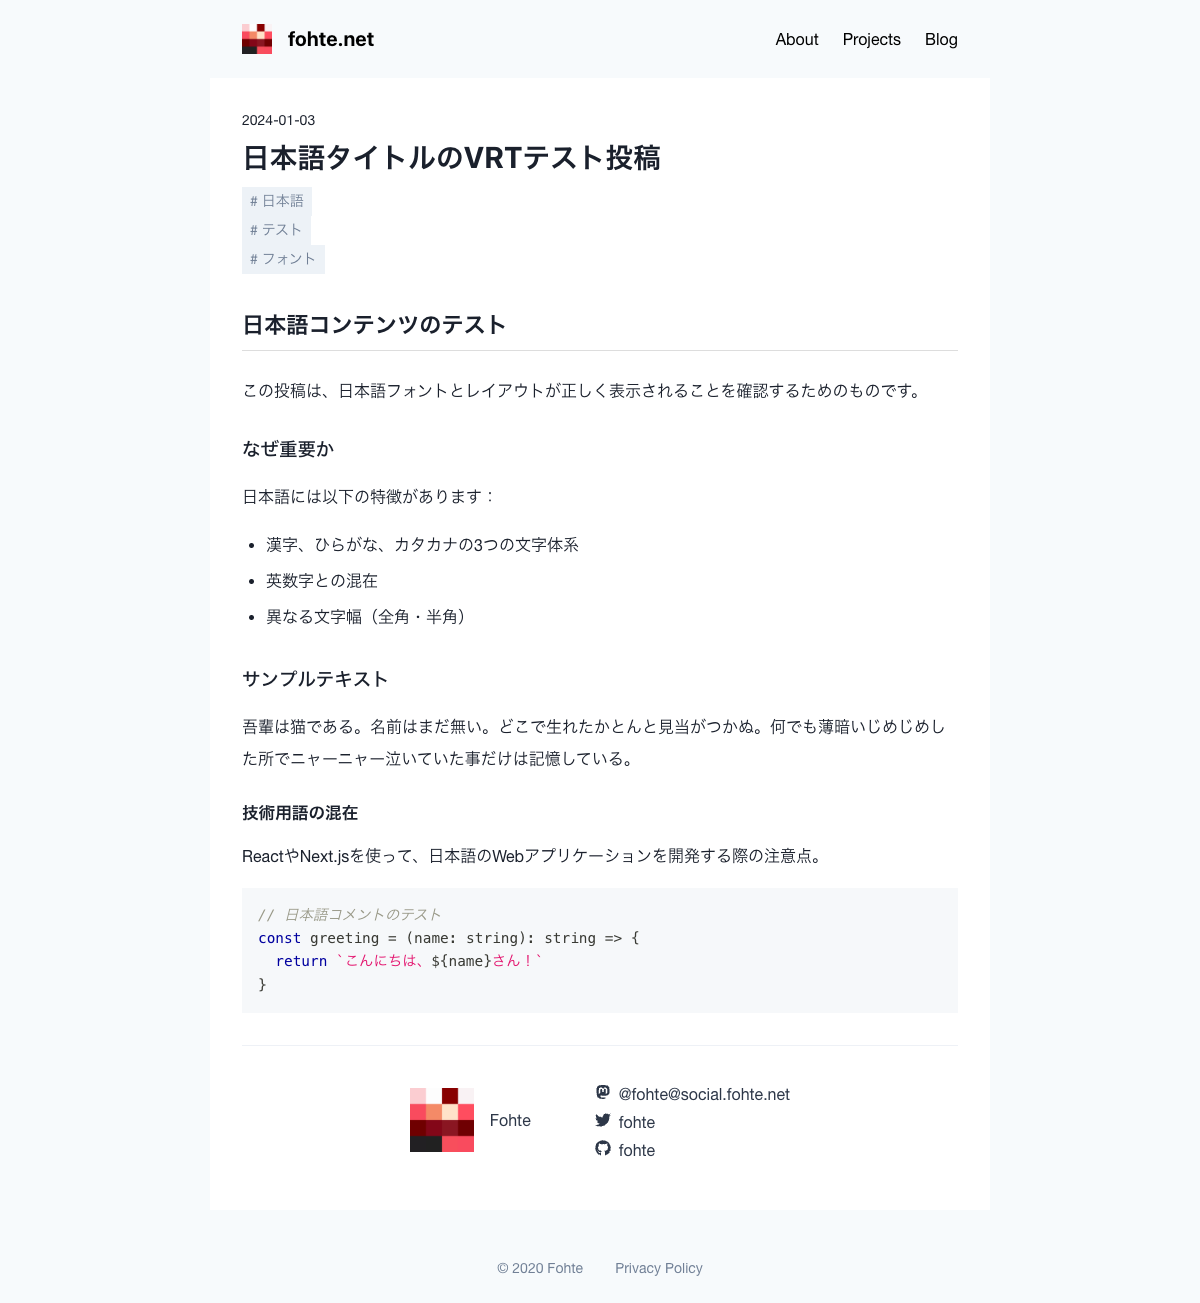 fohte.net
About Projects Blog
2024-01-03
日本語タイトルのVRTテスト投稿
# 日本語
# テスト
# フォント
日本語コンテンツのテスト
この投稿は、日本語フォントとレイアウトが正しく表示されることを確認するためのものです。
なぜ重要か
日本語には以下の特徴があります：
• 漢字、ひらがな、カタカナの3つの文字体系
• 英数字との混在
• 異なる文字幅（全角・半角）
サンプルテキスト
吾輩は猫である。名前はまだ無い。どこで生れたかとんと見当がつかぬ。何でも薄暗いじめじめし
た所でニャーニャー泣いていた事だけは記憶している。
技術用語の混在
ReactやNext.jsを使って、日本語のWebアプリケーションを開発する際の注意点。
// 日本語コメントのテスト
const greeting = (name: string): string => {
  return `こんにちは、${name}さん！`
}
Fohte
@fohte@social.fohte.net
fohte
fohte
© 2020 Fohte Privacy Policy